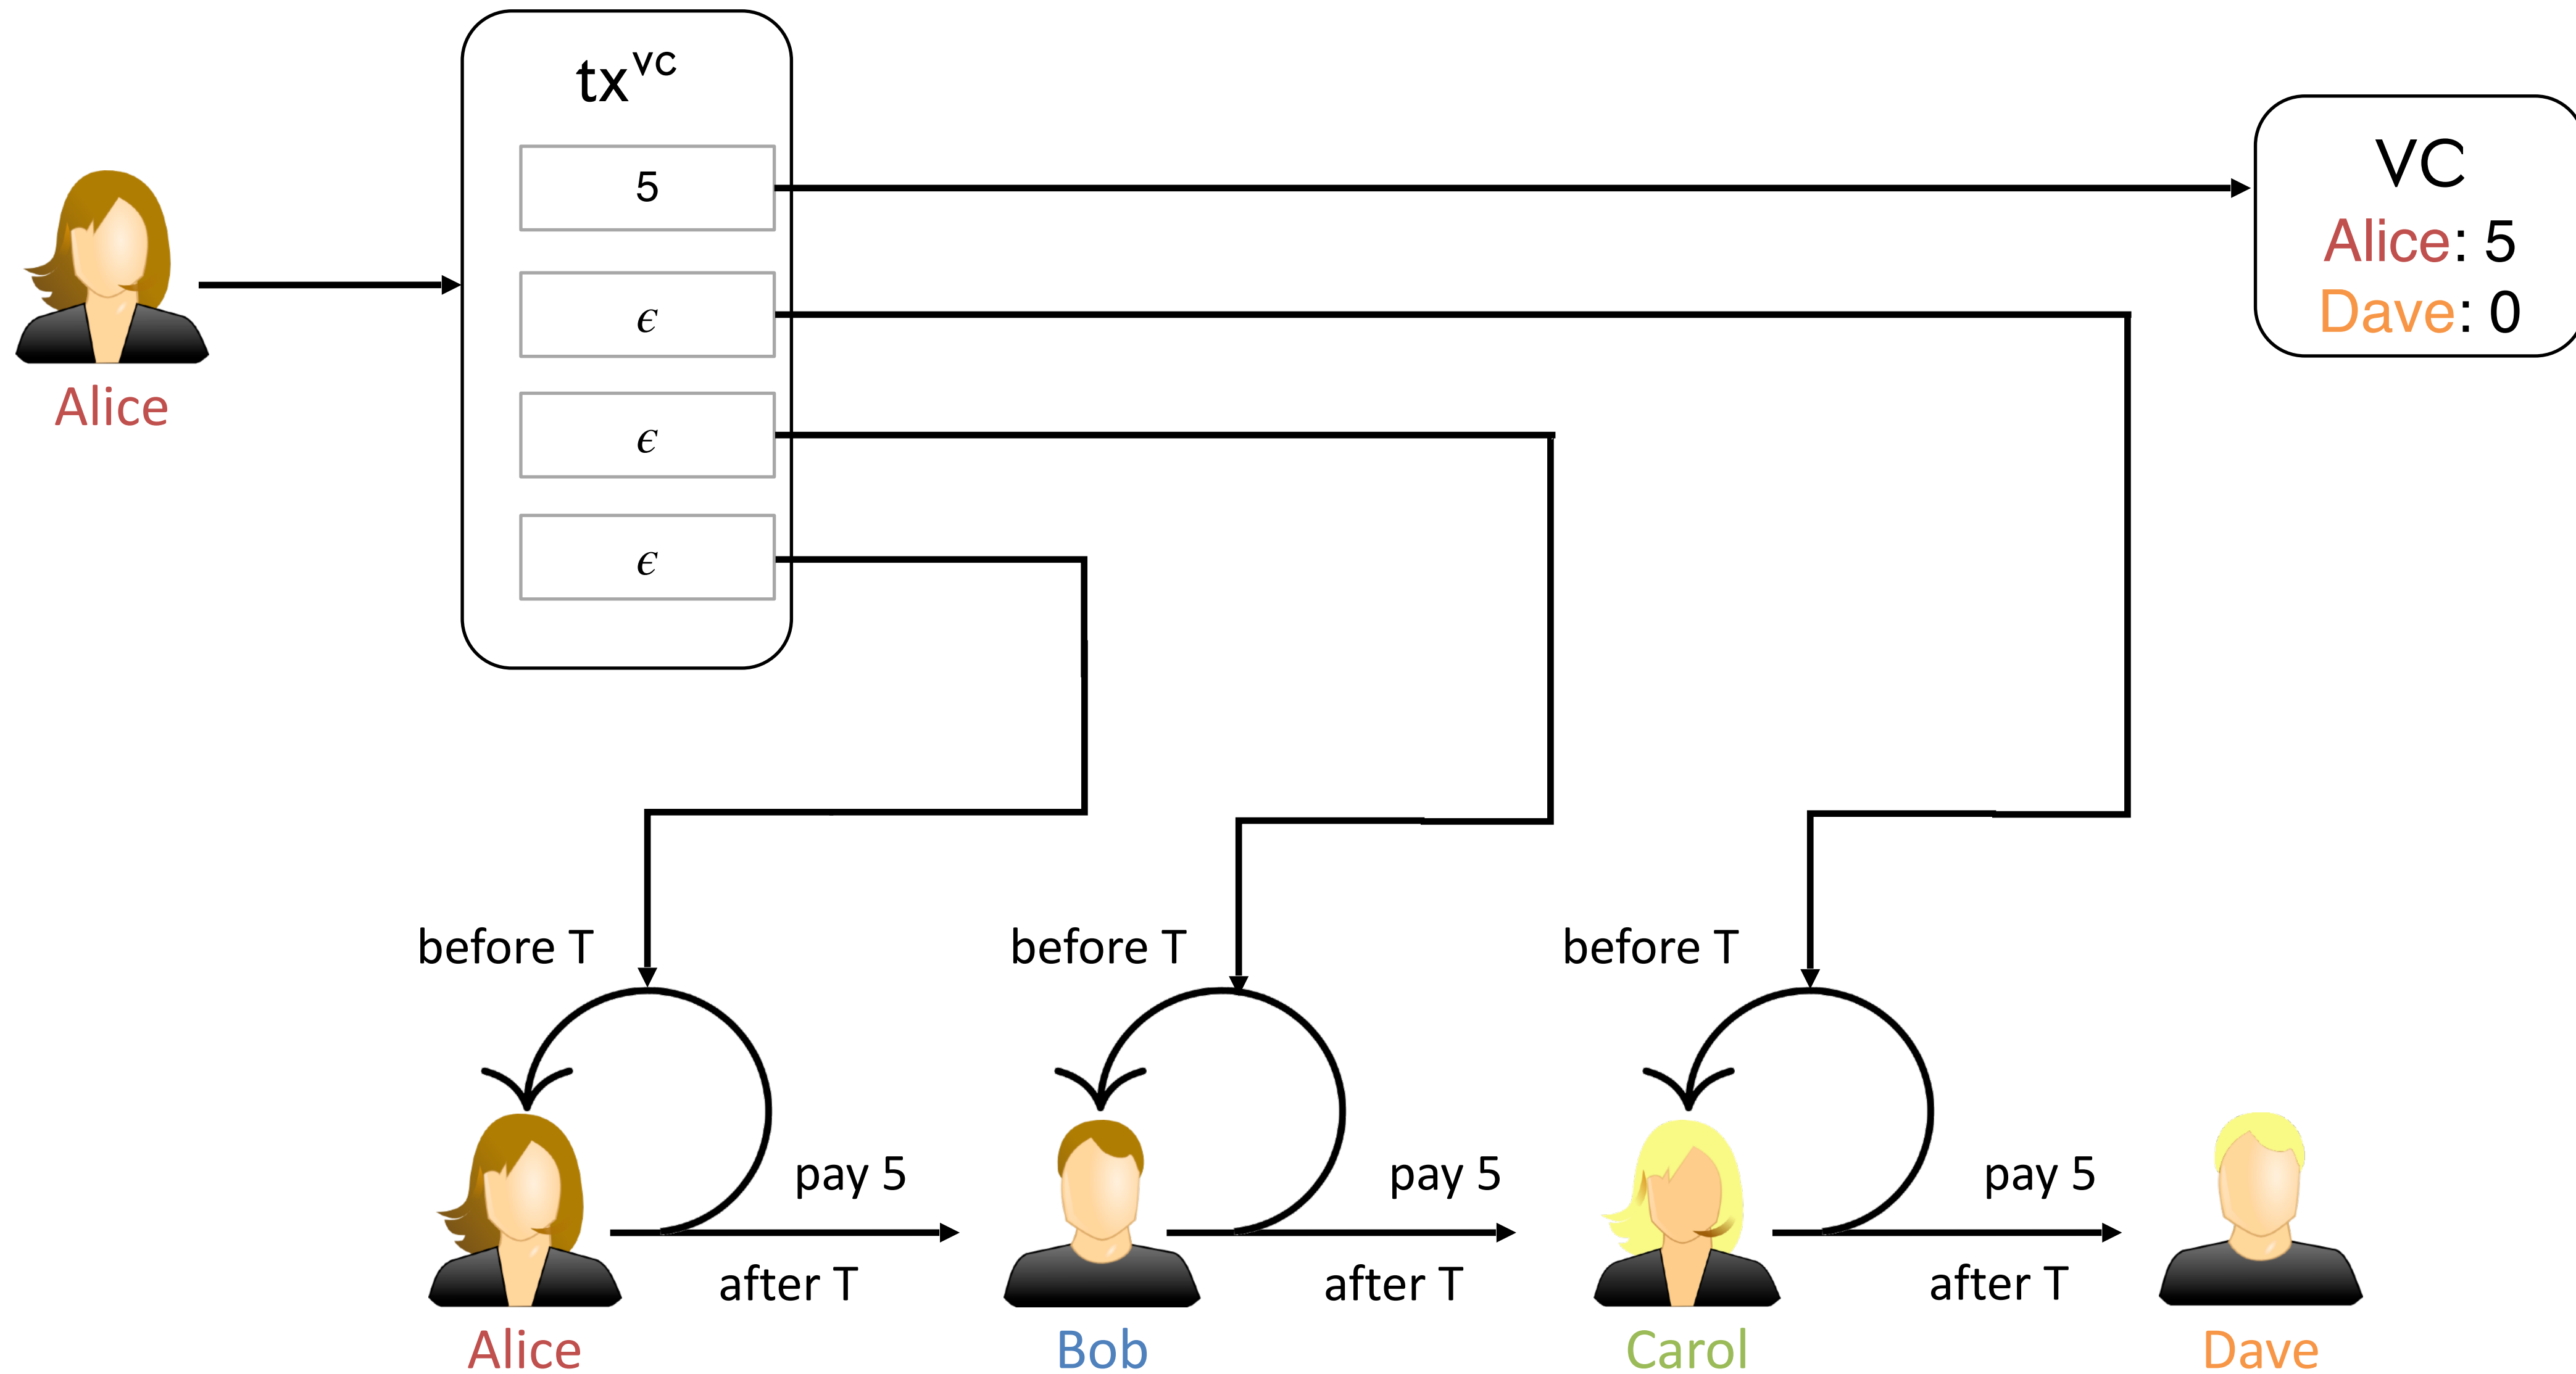 tx^VC
5
ϵ
ϵ
ϵ
VC
Alice: 5
Dave: 0
Alice
before T
before T
before T
pay 5
pay 5
pay 5
after T
after T
after T
Alice
Bob
Carol
Dave